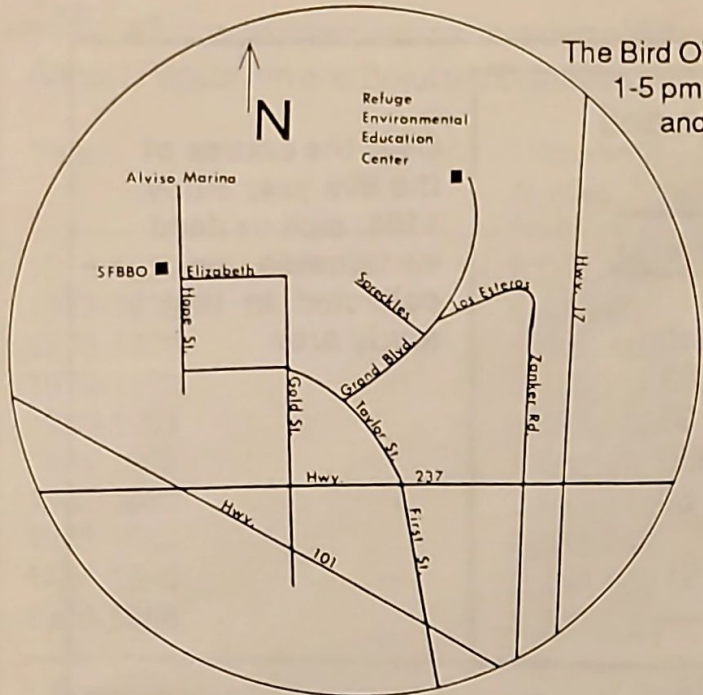 The Bird O
1-5 pm
and
N
Refuge
Environmental
Education
Center
Alviso Marina
SFBBO
Elizabeth
Hope St.
Spreckles
Los Esteros
Hwy. 17
Grand Blvd.
Gold St.
Taylor St.
Zanker Rd.
Hwy. 237
Hwy. 101
First St.